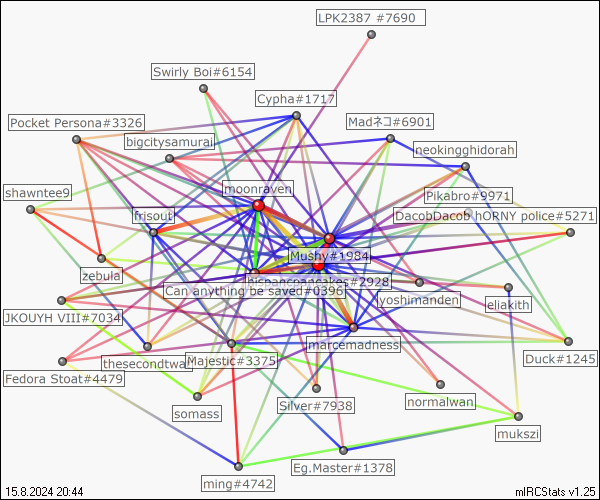 LPK2387 #7690
Swirly Boi#6154
Cypha#1717
Pocket Persona#3326
Madネコ#6901
bigcitysamurai
neokingghidorah
moonraven
shawntee9
Pikabro#9971
frisout
DacobDacob
hORNY police#5271
Mushy#1984
zebula
hispancpancakes#2928
Can anything be saved#0396
yoshimanden
eliakith
JKOUYH VIII#7034
marcemadness
thesecondtwa
Majestic#3375
Duck#1245
Fedora Stoat#4479
normalwan
somass
Silver#7938
mukszi
Eg.Master#1378
ming#4742
15.8.2024 20:44
mIRCStats v1.25